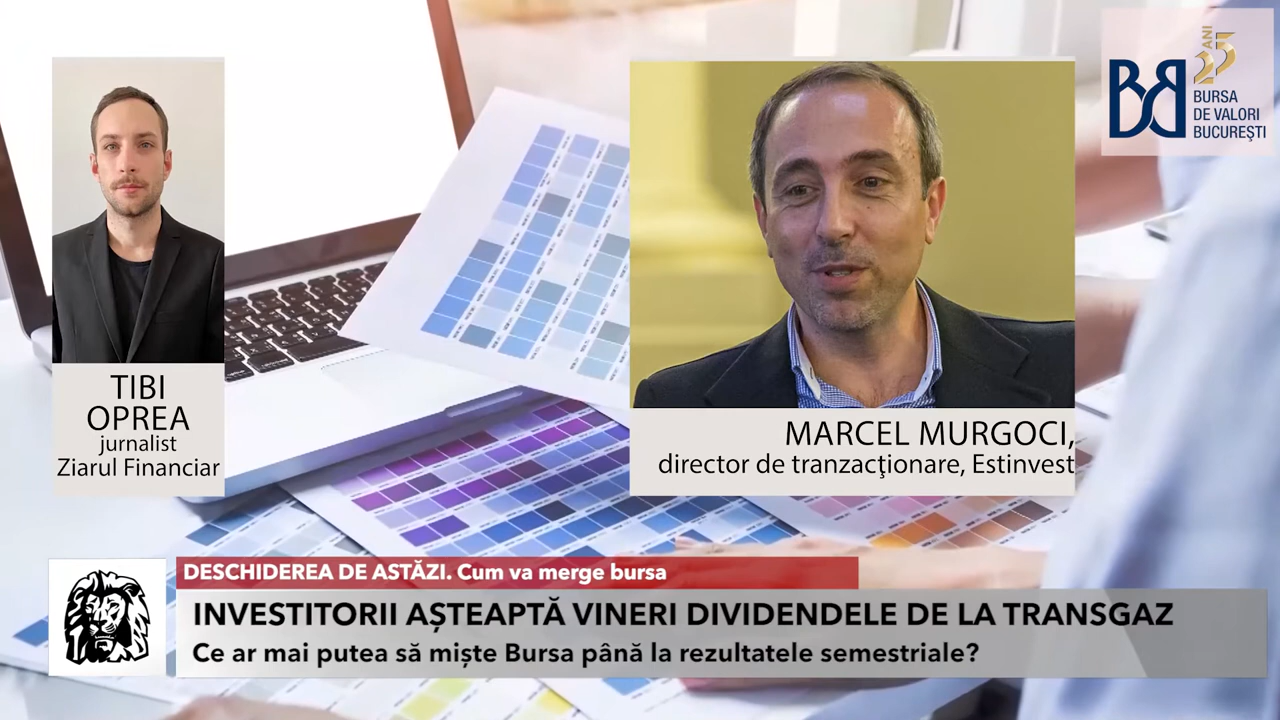 25 ANI
BURSA
DE VALORI
BUCUREŞTI
TIBI
OPREA
jurnalist
Ziarul Financiar
MARCEL MURGOCI,
director de tranzacţionare, Estinvest
DESCHIDEREA DE ASTĂZI. Cum va merge bursa
INVESTITORII AȘTEAPTĂ VINERI DIVIDENDELE DE LA TRANSGAZ
Ce ar mai putea să miște Bursa până la rezultatele semestriale?